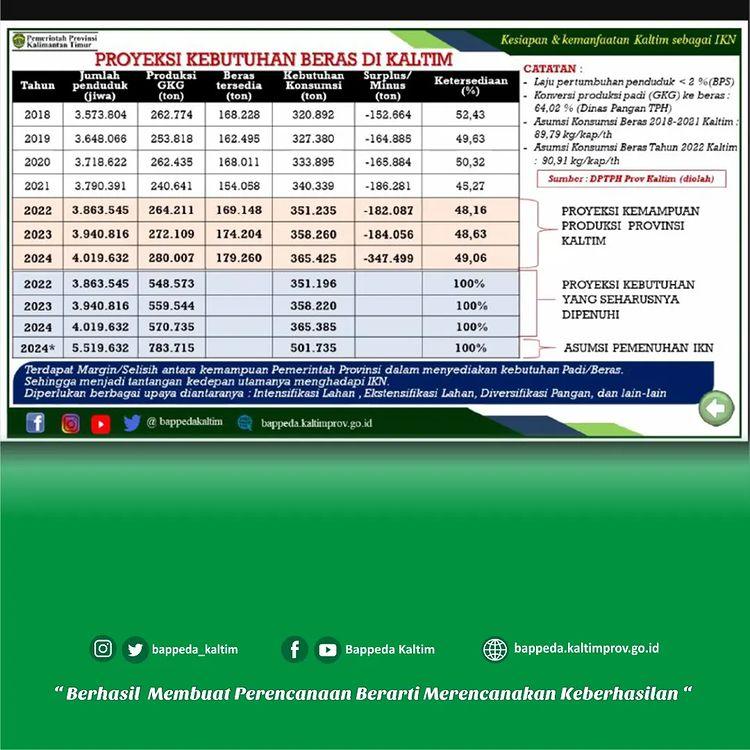 Pemerintah Provinsi
Kalimantan Timur
Kesiapan & kemanfaatan Kaltim sebagai IKN
PROYEKSI KEBUTUHAN BERAS DI KALTIM
Tahun Jumlah penduduk (jiwa) Produksi GKG (ton) Beras tersedia (ton) Kebutuhan Konsumsi (ton) Surplus/ Minus (ton) Ketersediaan (%)
2018 3.573.804 262.774 168.228 320.892 -152.664 52,43
2019 3.648.066 253.818 162.495 327.380 -164.885 49,63
2020 3.718.622 262.435 168.011 333.895 -165.884 50,32
2021 3.790.391 240.641 154.058 340.339 -186.281 45,27
2022 3.863.545 264.211 169.148 351.235 -182.087 48,16
2023 3.940.816 272.109 174.204 358.260 -184.056 48,63
2024 4.019.632 280.007 179.260 365.425 -347.499 49,06
2022 3.863.545 548.573 351.196 100%
2023 3.940.816 559.544 358.220 100%
2024 4.019.632 570.735 365.385 100%
2024* 5.519.632 783.715 501.735 100%
CATATAN :
- Laju pertumbuhan penduduk < 2 %(BPS)
- Konversi produksi padi (GKG) ke beras :
64,02 % (Dinas Pangan TPH)
- Asumsi Konsumsi Beras 2018-2021 Kaltim :
89,79 kg/kap/th
- Asumsi Konsumsi Beras Tahun 2022 Kaltim
: 90,91 kg/kap/th
Sumber : DPTPH Prov Kaltim (diolah)
PROYEKSI KEMAMPUAN
PRODUKSI PROVINSI
KALTIM
PROYEKSI KEBUTUHAN
YANG SEHARUSNYA
DIPENUHI
ASUMSI PEMENUHAN IKN
Terdapat Margin/Selisih antara kemampuan Pemerintah Provinsi dalam menyediakan kebutuhan Padi/Beras.
Sehingga menjadi tantangan kedepan utamanya menghadapi IKN.
Diperlukan berbagai upaya diantaranya : Intensifikasi Lahan , Ekstensifikasi Lahan, Diversifikasi Pangan, dan lain-lain
@ bappedakaltim bappeda.kaltimprov.go.id
bappeda_kaltim Bappeda Kaltim bappeda.kaltimprov.go.id
“ Berhasil Membuat Perencanaan Berarti Merencanakan Keberhasilan “